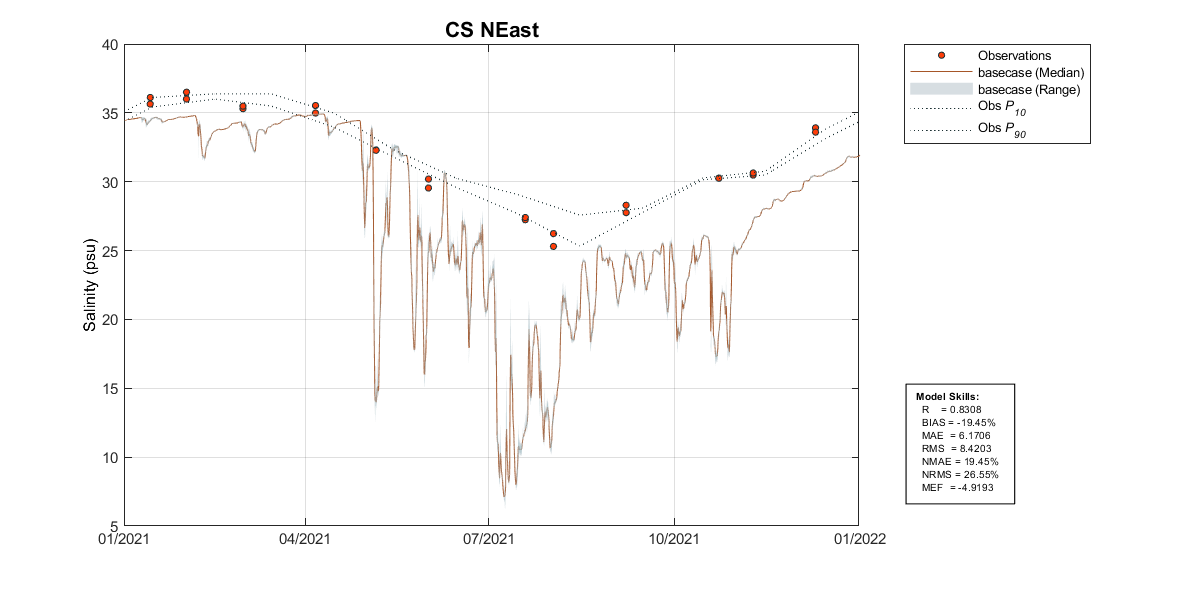 CS NEast
40
35
30
25
20
15
10
5
Salinity (psu)
01/2021
04/2021
07/2021
10/2021
01/2022
Observations
basecase (Median)
basecase (Range)
Obs P10
Obs P90
Model Skills:
R = 0.8308
BIAS = -19.45%
MAE = 6.1706
RMS = 8.4203
NMAE = 19.45%
NRMS = 26.55%
MEF = -4.9193